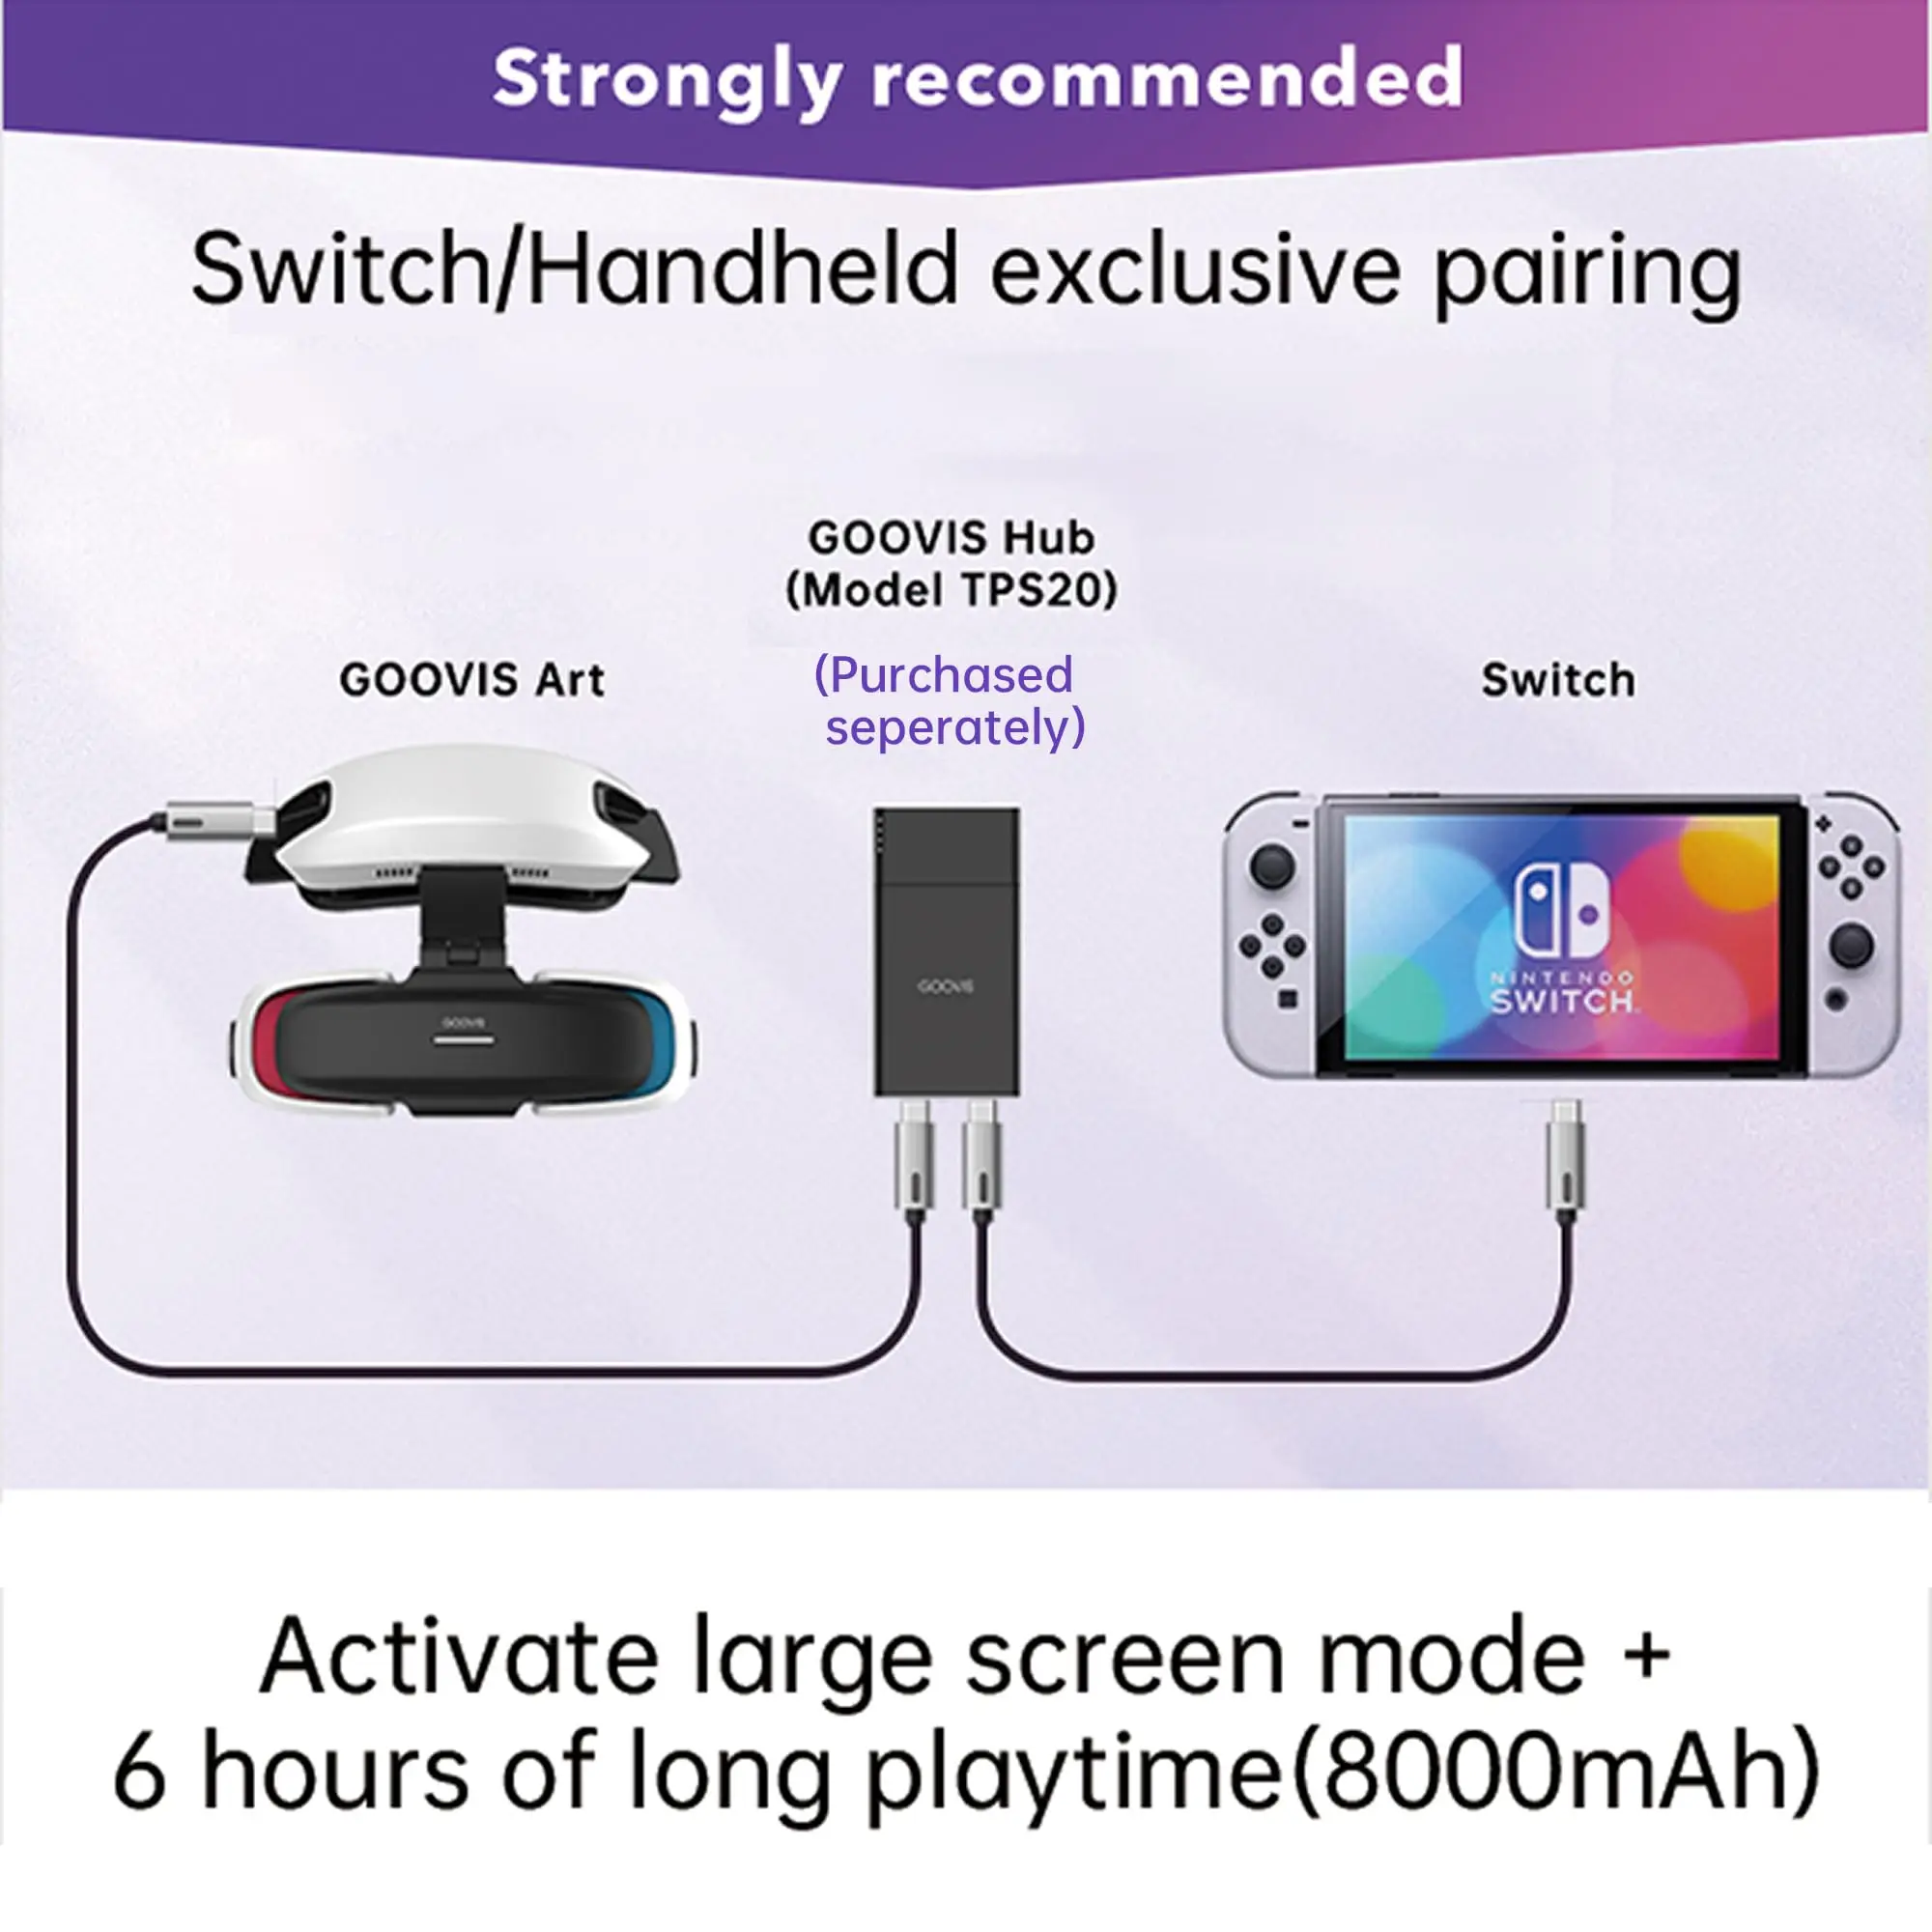 Strongly recommended
Switch/Handheld exclusive pairing
GOOVIS Hub
(Model TPS20)
(Purchased
seperately)
GOOVIS Art
Switch
GOOVIS
GOOVIS
NINTENDO
SWITCH
Activate large screen mode +
6 hours of long playtime(8000mAh)